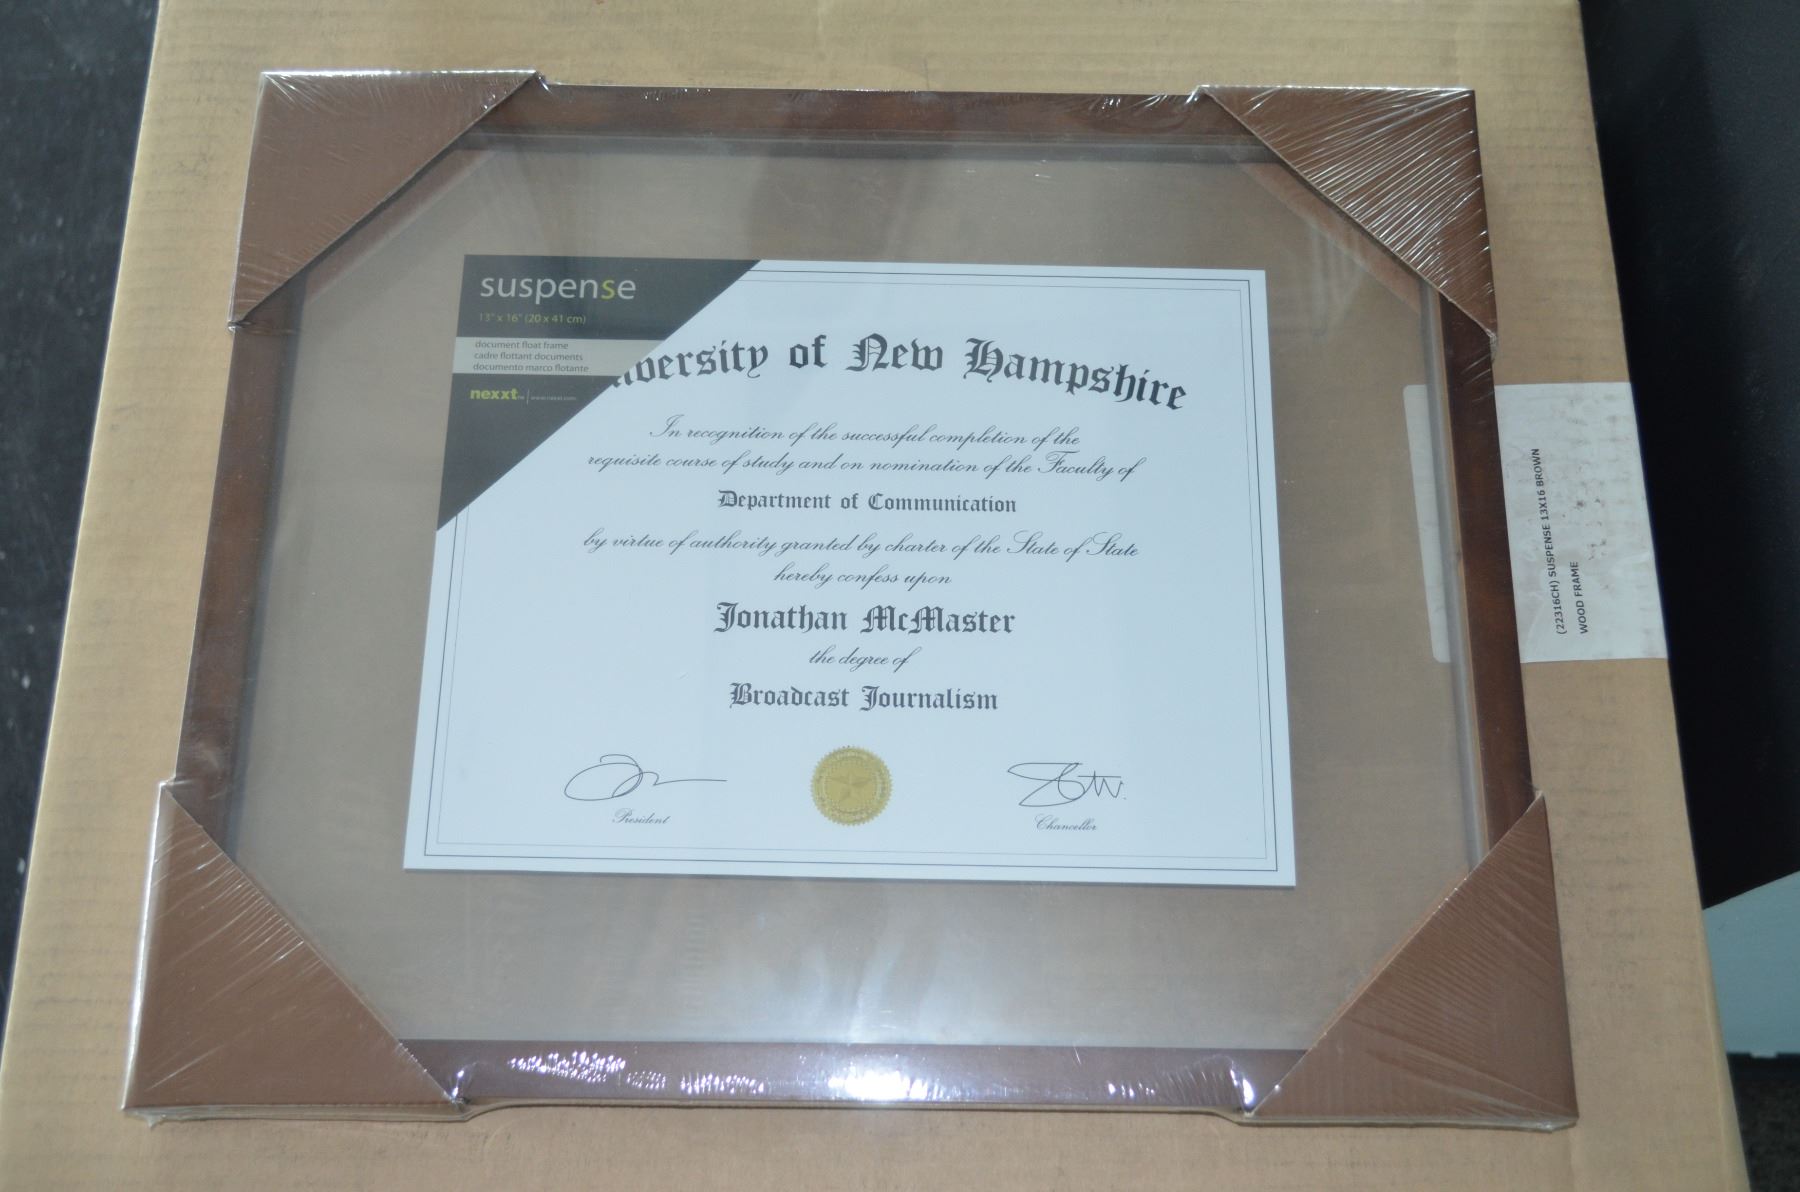 suspense
13" x 16" (20 x 41 cm)
document float frame
cadre flottant documents
documento marco flotante
nexxt™ | www.nexxt.com
of New Hampshire
In recognition of the successful completion of the
requisite course of study and on nomination of the Faculty of
Department of Communication
by virtue of authority granted by charter of the State of State
hereby confess upon
Jonathan McMaster
the degree of
Broadcast Journalism
President
Chancellor
(22316CH) SUSPENSE 13X16 BROWN
WOOD FRAME